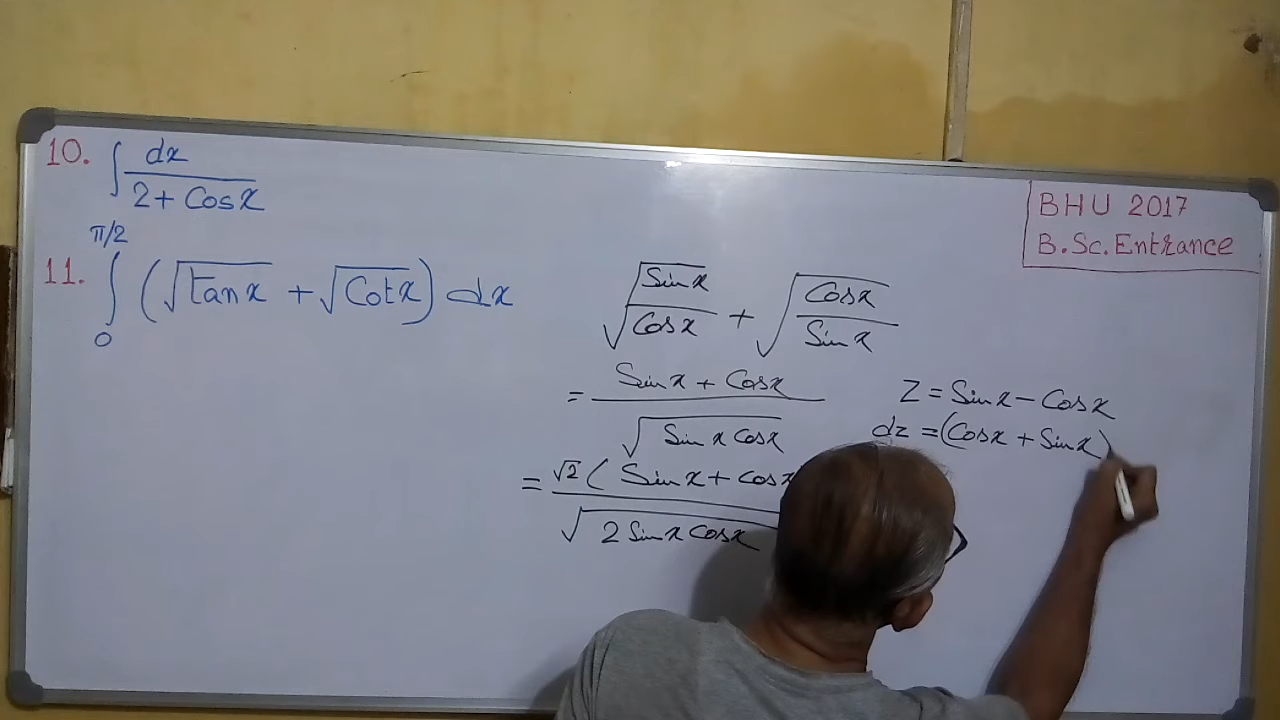 10. ∫ dx / 2 + Cosx
π/2
11. ∫ (√tanx + √Cotx) dx
0
BHU 2017
B.Sc.Entrance
√Sinx / √Cosx + √Cosx / Sinx
= Sinx + Cosx / √Sinx Cosx
= √2 ( Sinx + Cosx / √2 Sinx Cosx
Z = Sinx - Cosx
dz = (Cosx + Sinx)